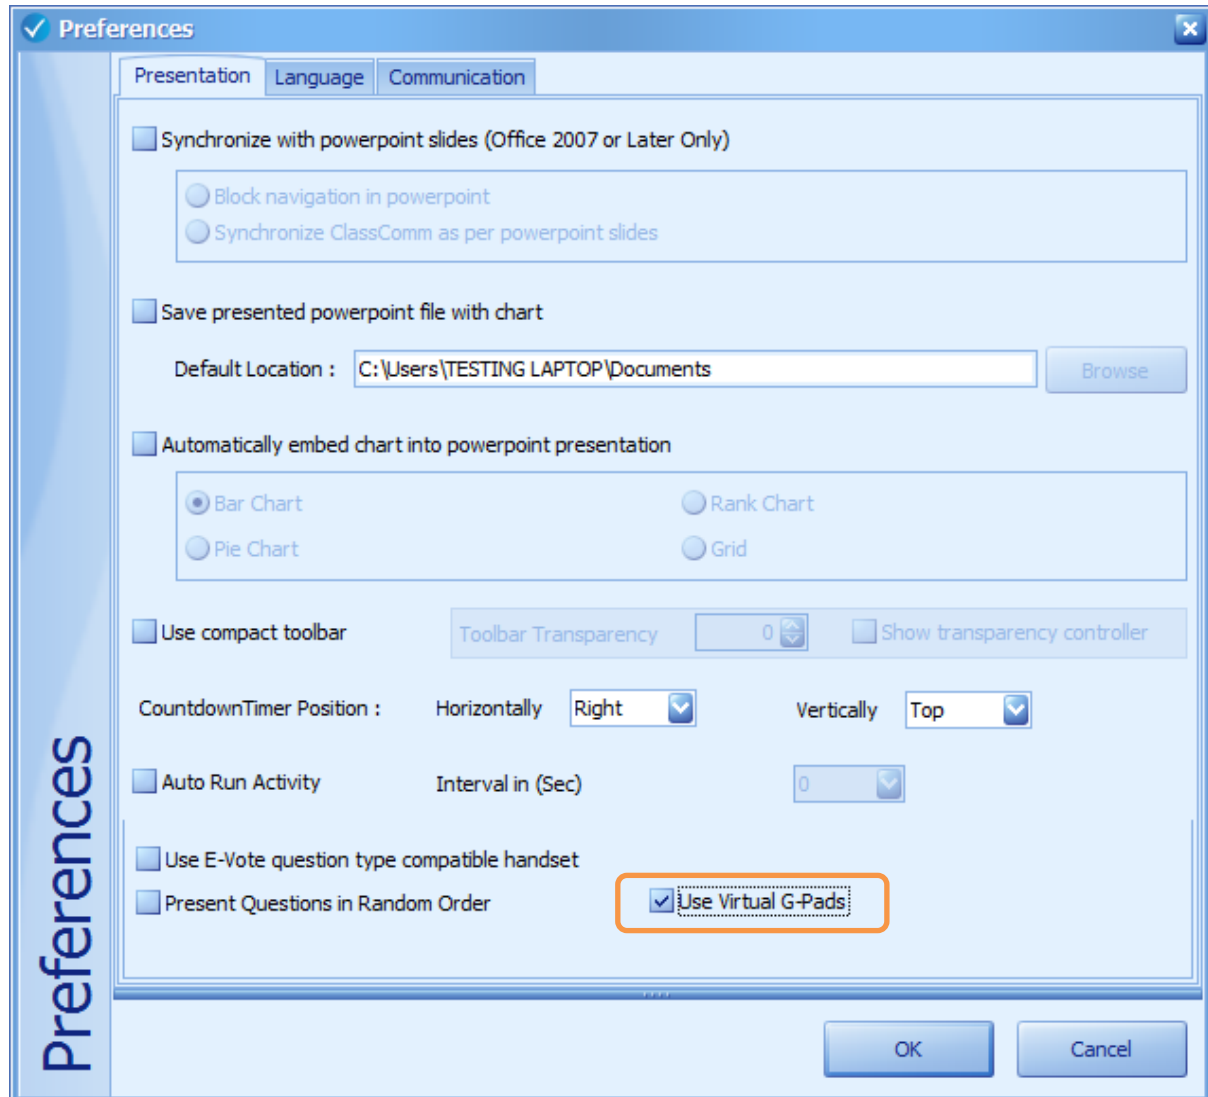 Preferences
Presentation Language Communication
Synchronize with powerpoint slides (Office 2007 or Later Only)
Block navigation in powerpoint
Synchronize ClassComm as per powerpoint slides
Save presented powerpoint file with chart
Default Location : C:\Users\TESTING LAPTOP\Documents Browse
Automatically embed chart into powerpoint presentation
Bar Chart Rank Chart
Pie Chart Grid
Use compact toolbar Toolbar Transparency 0 Show transparency controller
CountdownTimer Position : Horizontally Right Vertically Top
Auto Run Activity Interval in (Sec) 0
Use E-Vote question type compatible handset
Present Questions in Random Order Use Virtual G-Pads
OK Cancel
Preferences